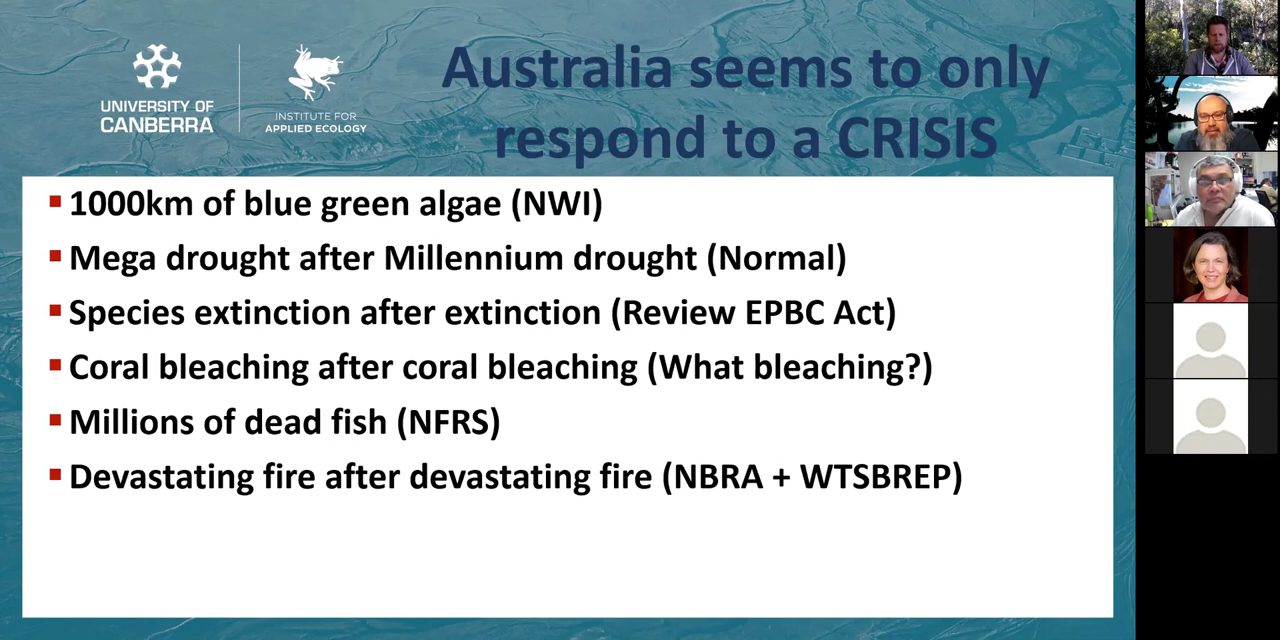 UNIVERSITY OF
CANBERRA
INSTITUTE FOR
APPLIED ECOLOGY
Australia seems to only
respond to a CRISIS
1000km of blue green algae (NWI)
Mega drought after Millennium drought (Normal)
Species extinction after extinction (Review EPBC Act)
Coral bleaching after coral bleaching (What bleaching?)
Millions of dead fish (NFRS)
Devastating fire after devastating fire (NBRA + WTSBREP)